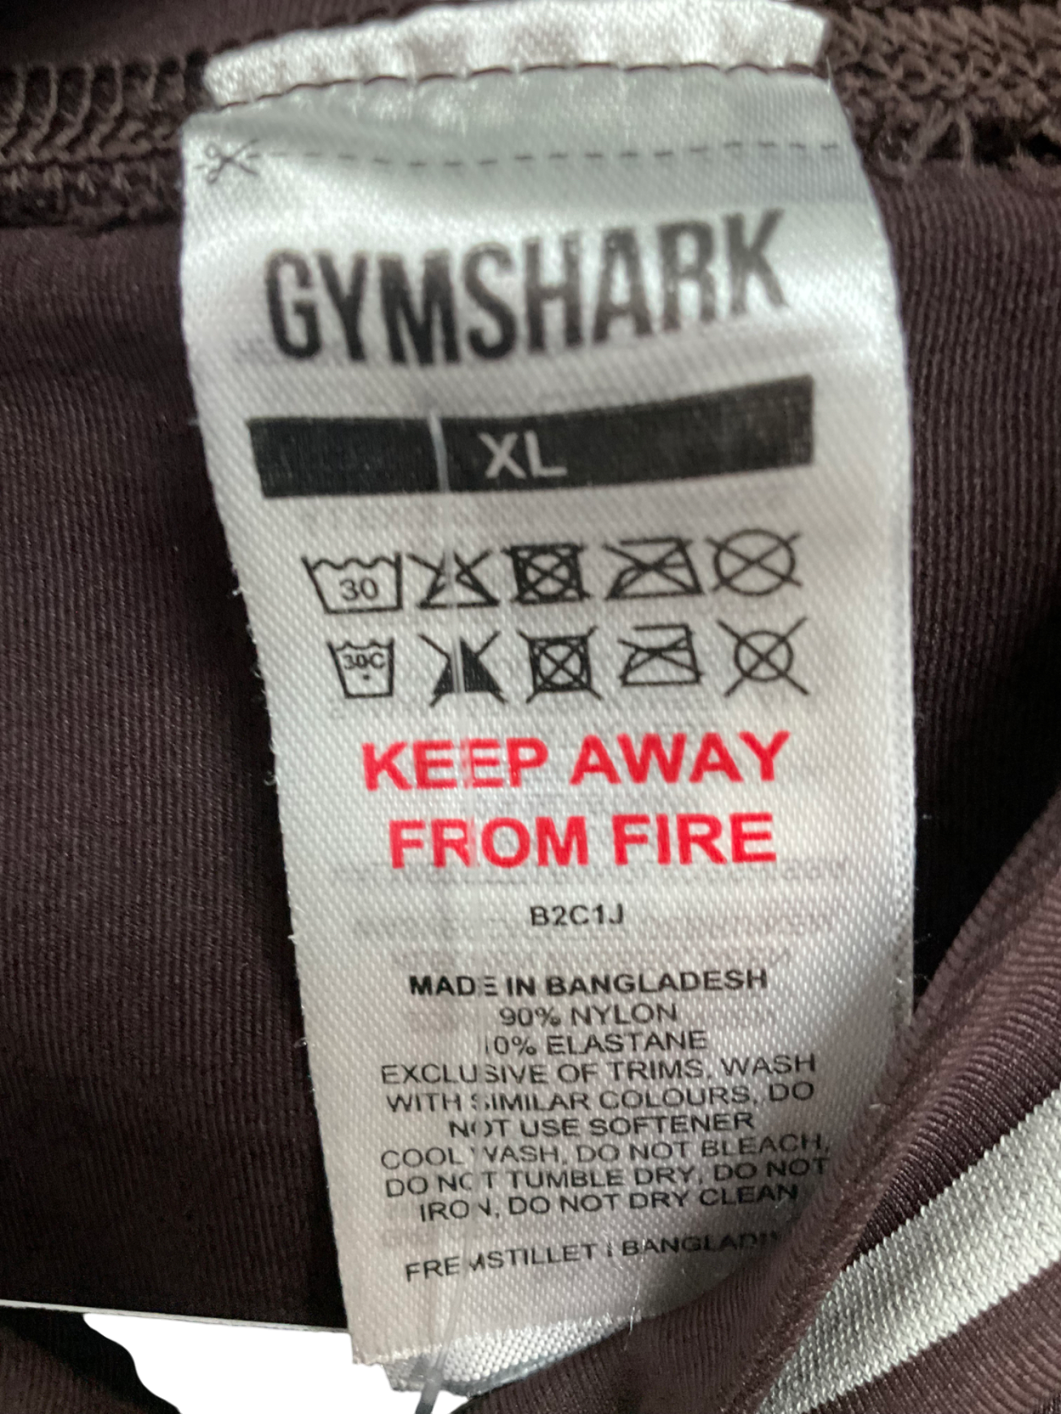 GYMSHARK
XL
30
30C
KEEP AWAY
FROM FIRE
B2C1J
MADE IN BANGLADESH
90% NYLON
10% ELASTANE
EXCLUSIVE OF TRIMS, WASH
WITH SIMILAR COLOURS, DO
NOT USE SOFTENER
COOL WASH, DO NOT BLEACH,
DO NOT TUMBLE DRY, DO NOT
IRON, DO NOT DRY CLEAN
FREMSTILLET I